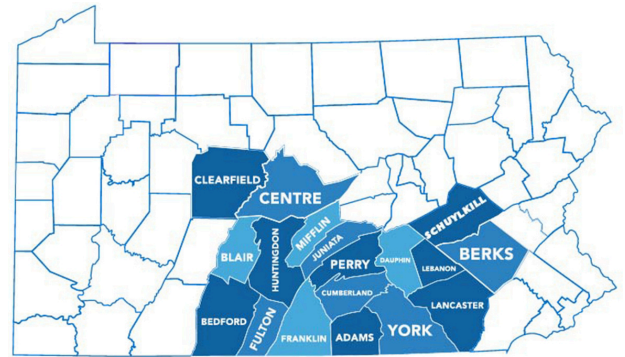 CLEARFIELD
CENTRE
SCHUYLKILL
MIFFLIN
JUNIATA
BLAIR
HUNTINGDON
PERRY
DAUPHIN
LEBANON
BERKS
CUMBERLAND
LANCASTER
BEDFORD
FULTON
FRANKLIN
ADAMS
YORK